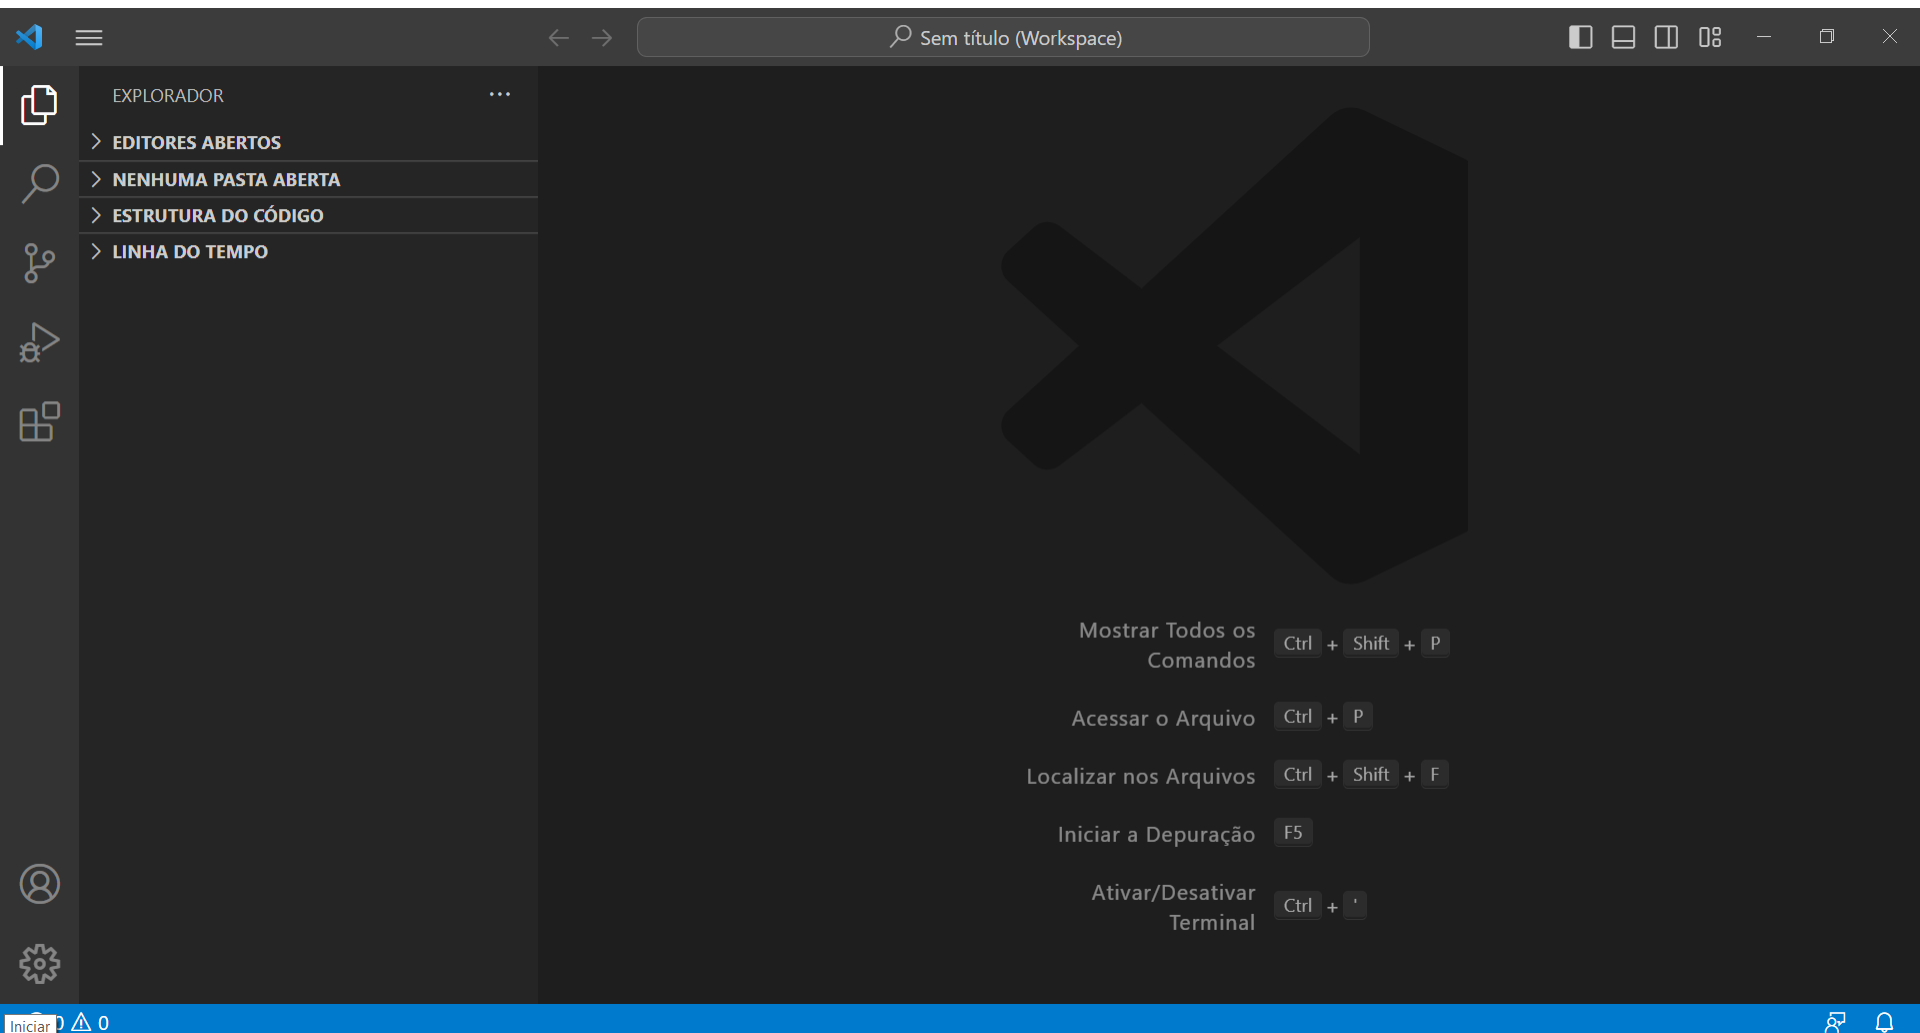 Sem título (Workspace)
EXPLORADOR
EDITORES ABERTOS
NENHUMA PASTA ABERTA
ESTRUTURA DO CÓDIGO
LINHA DO TEMPO
Mostrar Todos os
Comandos
Ctrl + Shift + P
Acessar o Arquivo Ctrl + P
Localizar nos Arquivos Ctrl + Shift + F
Iniciar a Depuração F5
Ativar/Desativar
Terminal
Ctrl + '
Iniciar
0 0